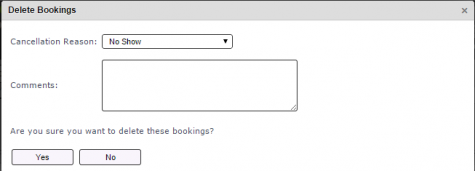 Delete Bookings ×
Cancellation Reason: No Show
Comments:
Are you sure you want to delete these bookings?
Yes No